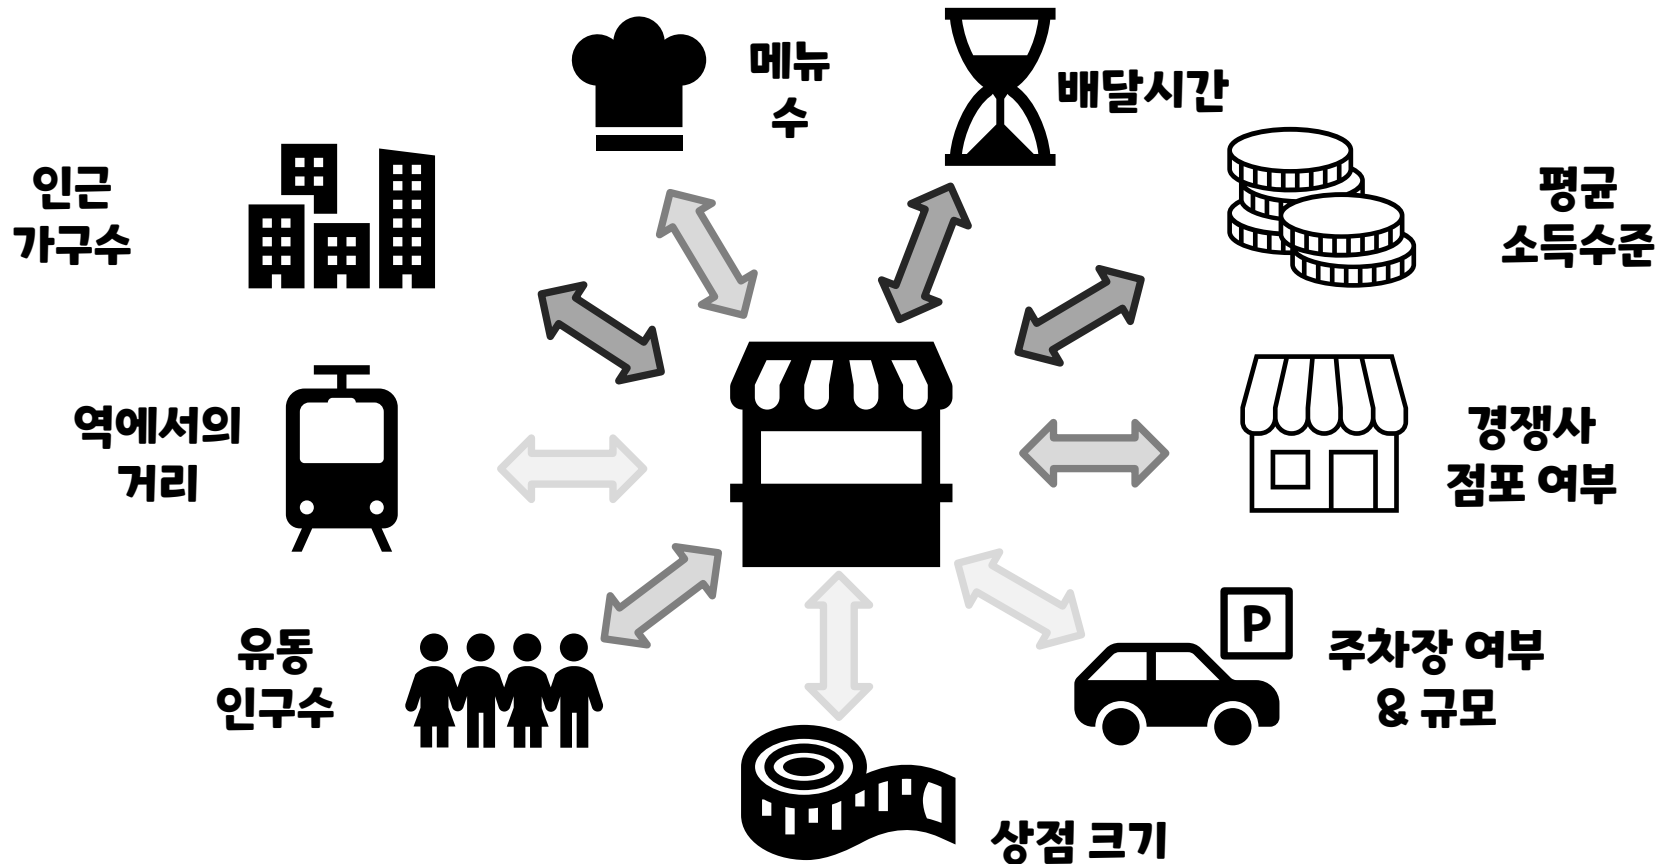 메뉴
수
배달시간
인근
가구수
평균
소득수준
역에서의
거리
경쟁사
점포 여부
유동
인구수
P
주차장 여부
& 규모
상점 크기